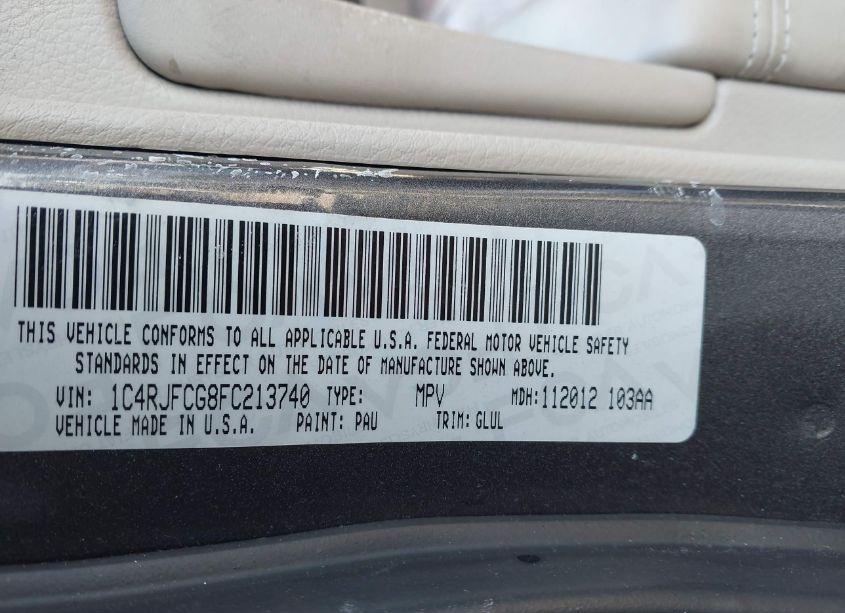 THIS VEHICLE CONFORMS TO ALL APPLICABLE U.S.A. FEDERAL MOTOR VEHICLE SAFETY
STANDARDS IN EFFECT ON THE DATE OF MANUFACTURE SHOWN ABOVE.
VIN: 1C4RJFCG8FC213740 TYPE: MPV MDH:112012 103AA
VEHICLE MADE IN U.S.A. PAINT: PAU TRIM:GLUL